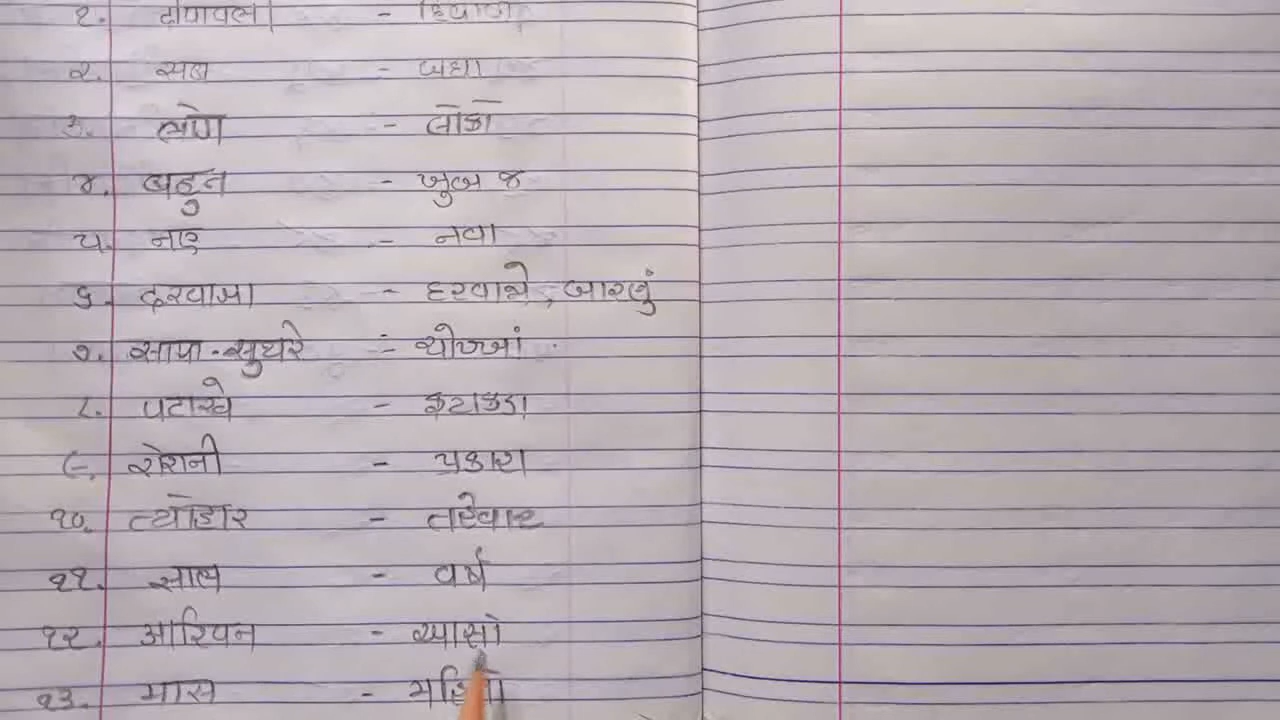 १. दीपावली - દિવાળી
२. सब - બધા
३. लोग - લોકો
४. बहुत - ખુબ જ
५. नए - નવા
६. दरवाजा - દરવાજો, બારણું
७. साफ-सुथरे - ચોખ્ખાં
८. पटाखे - ફટાકડા
९. रोशनी - પ્રકાશ
१०. त्योहार - તહેવાર
११. साल - વર્ષ
१२. आश्विन - આસો
१३. मास - મહિનો